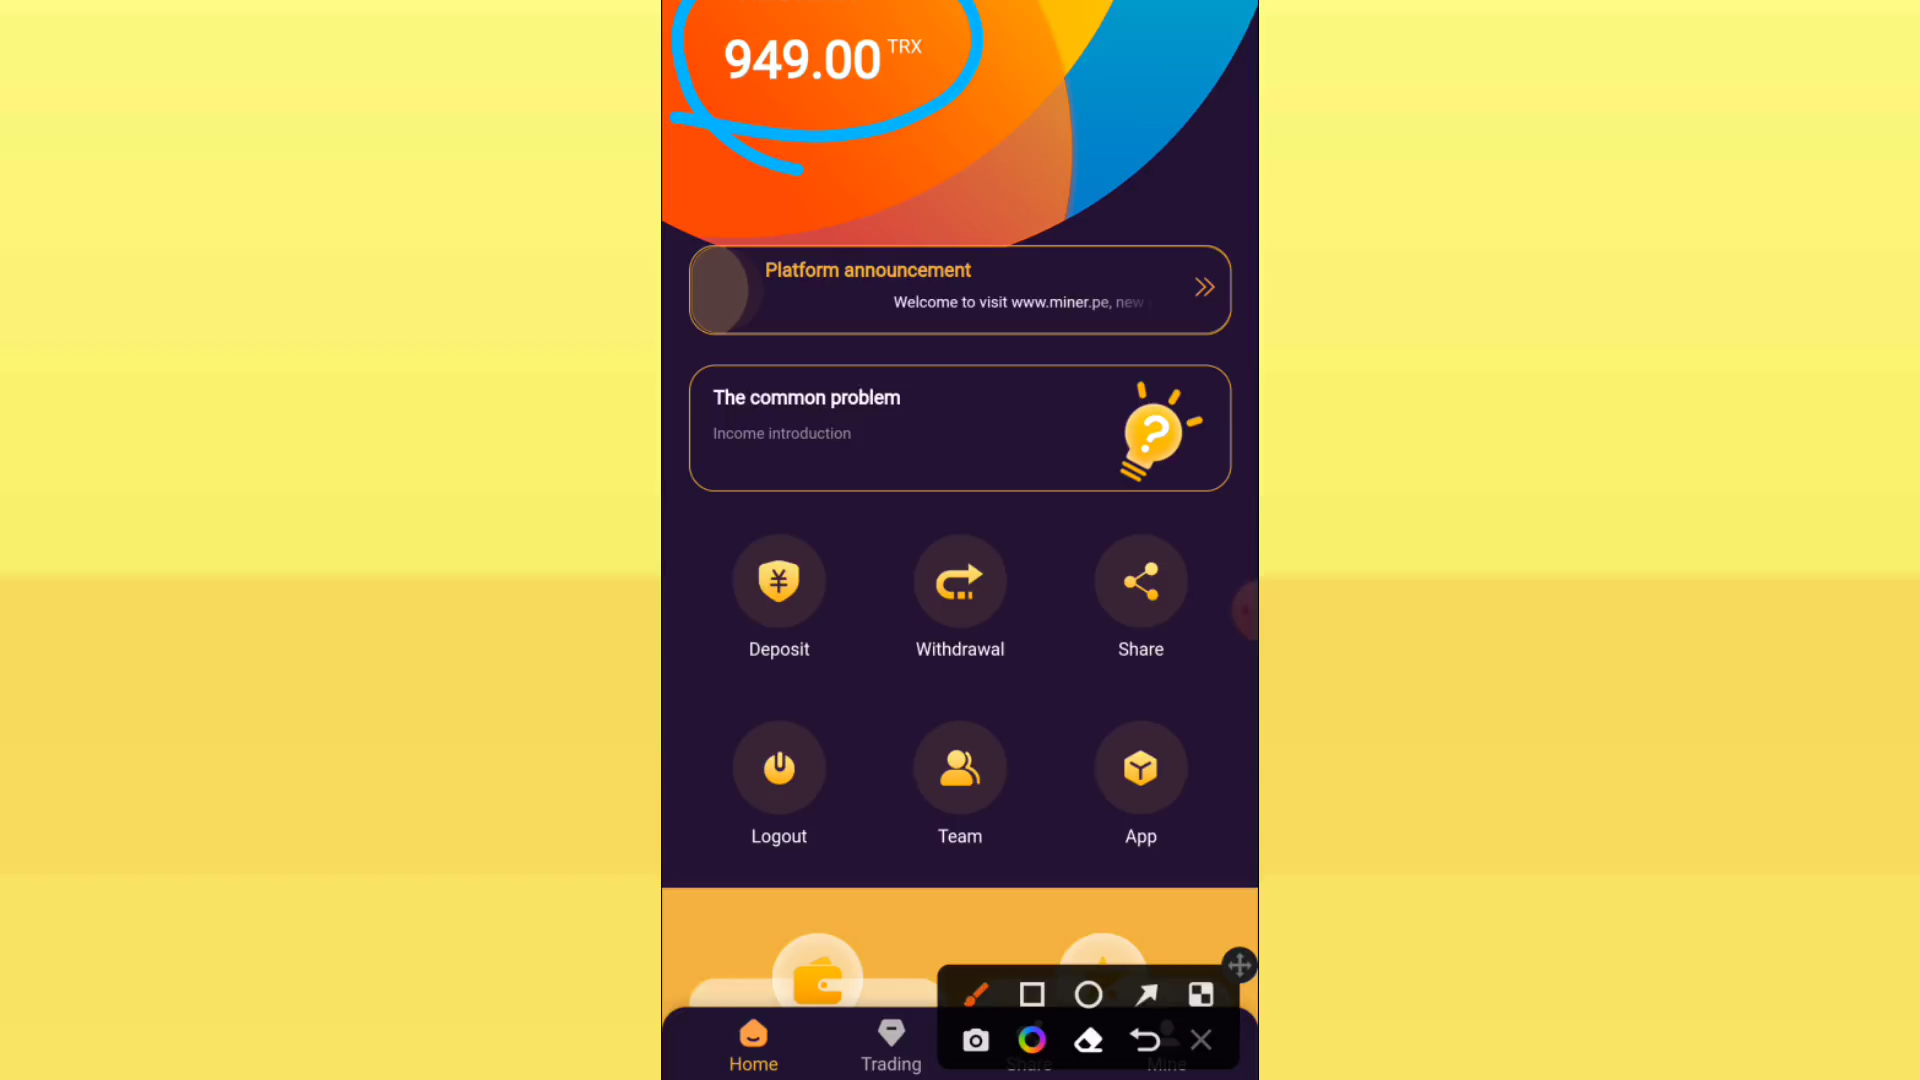 949.00 TRX
Platform announcement
Welcome to visit www.miner.pe, new
The common problem
Income introduction
Deposit
Withdrawal
Share
Logout
Team
App
Home
Trading
Share
Mine